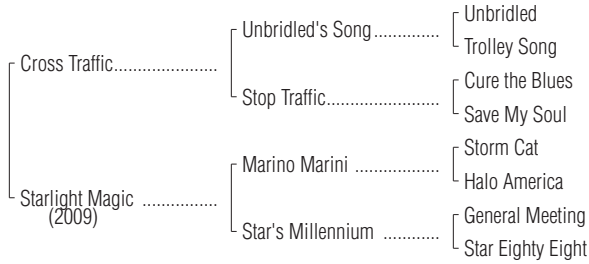 Unbridled
Unbridled's Song..............
Trolley Song
Cross Traffic......................
Cure the Blues
Stop Traffic........................
Save My Soul
Storm Cat
Marino Marini ..................
Halo America
Starlight Magic ................
(2009)
General Meeting
Star's Millennium ............
Star Eighty Eight